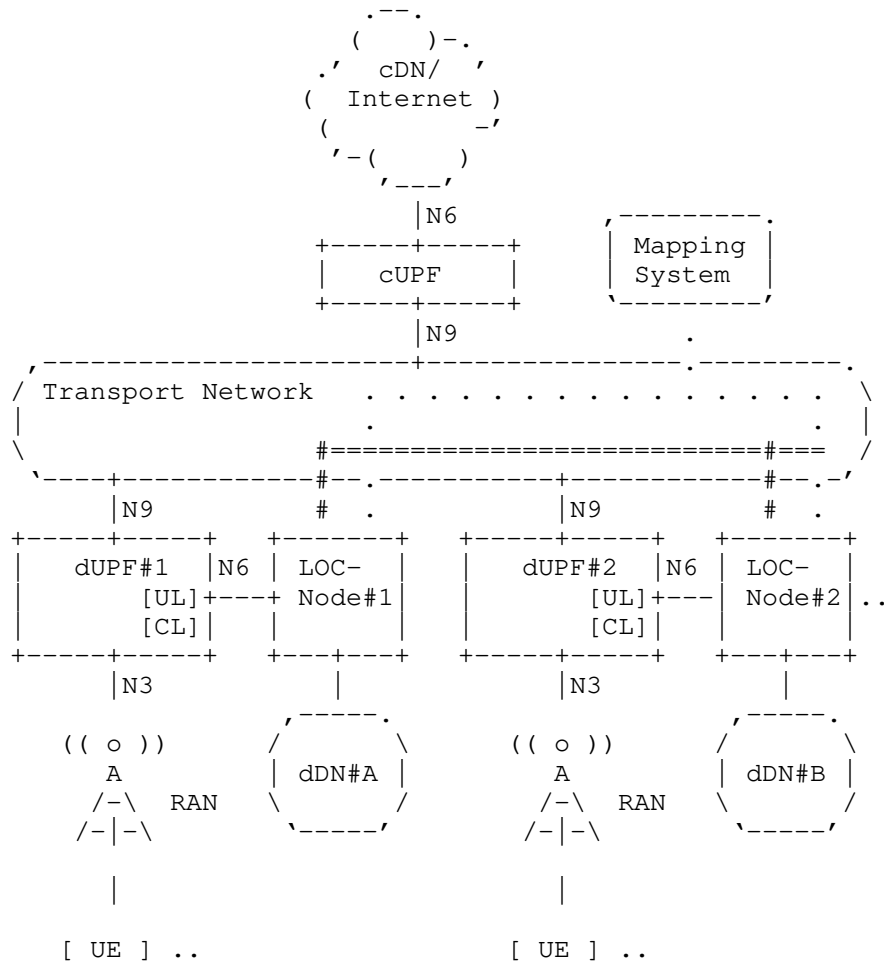 cDN/
Internet
N6
Mapping
cUPF System
N9
Transport Network
N9 N9
dUPF#1 N6 LOC- dUPF#2 N6 LOC-
[UL] Node#1 [UL] Node#2 ..
[CL] [CL]
N3 N3
(( o )) (( o ))
A dDN#A A dDN#B
RAN RAN
[ UE ] .. [ UE ] ..